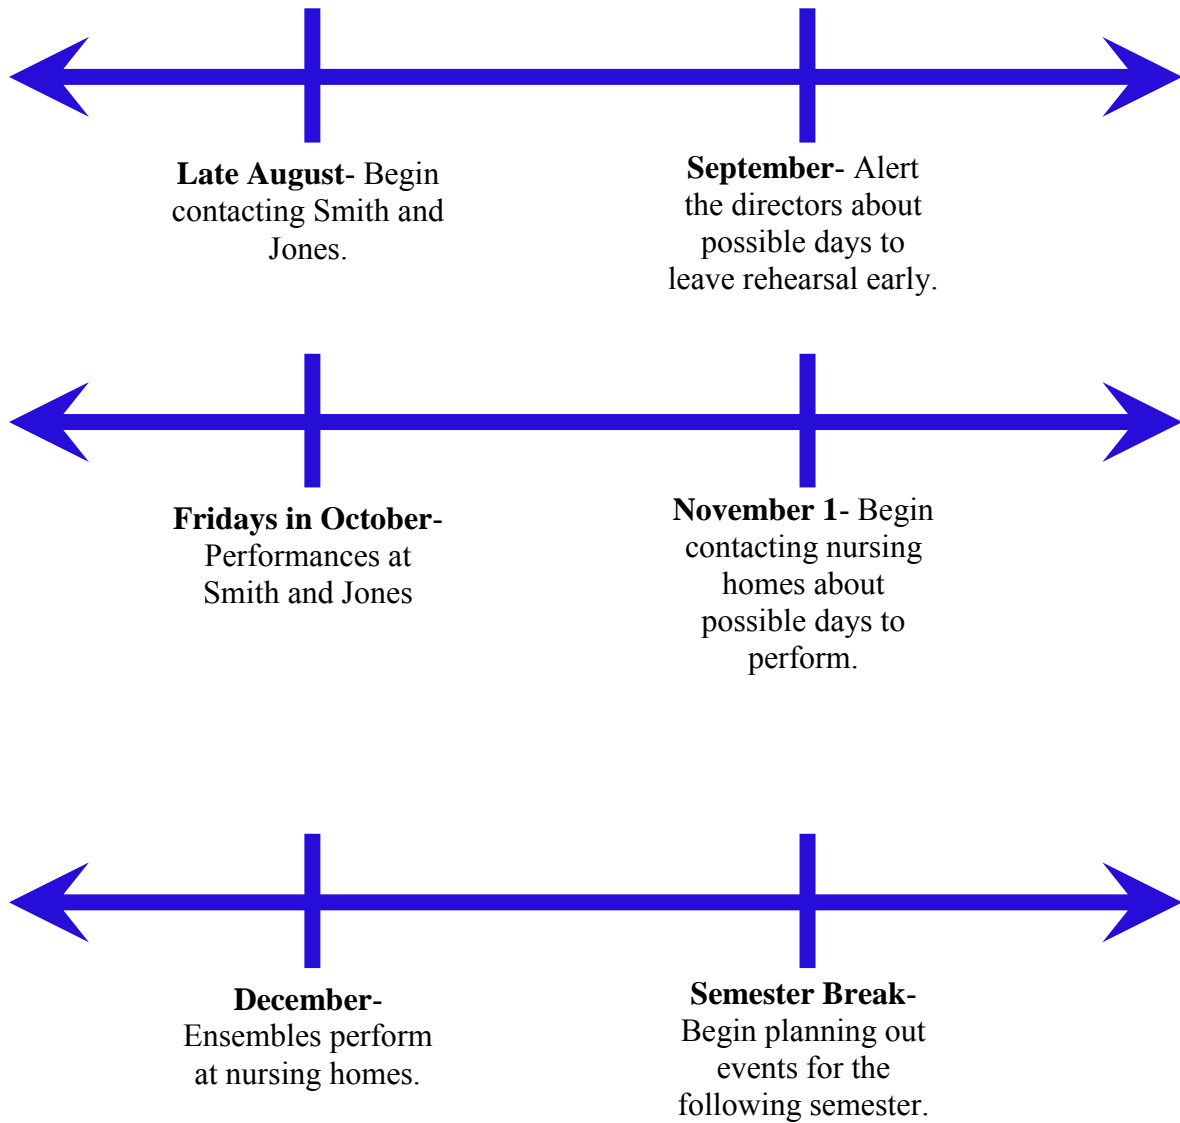 Late August- Begin
contacting Smith and
Jones.
September- Alert
the directors about
possible days to
leave rehearsal early.
Fridays in October-
Performances at
Smith and Jones
November 1- Begin
contacting nursing
homes about
possible days to
perform.
December-
Ensembles perform
at nursing homes.
Semester Break-
Begin planning out
events for the
following semester.